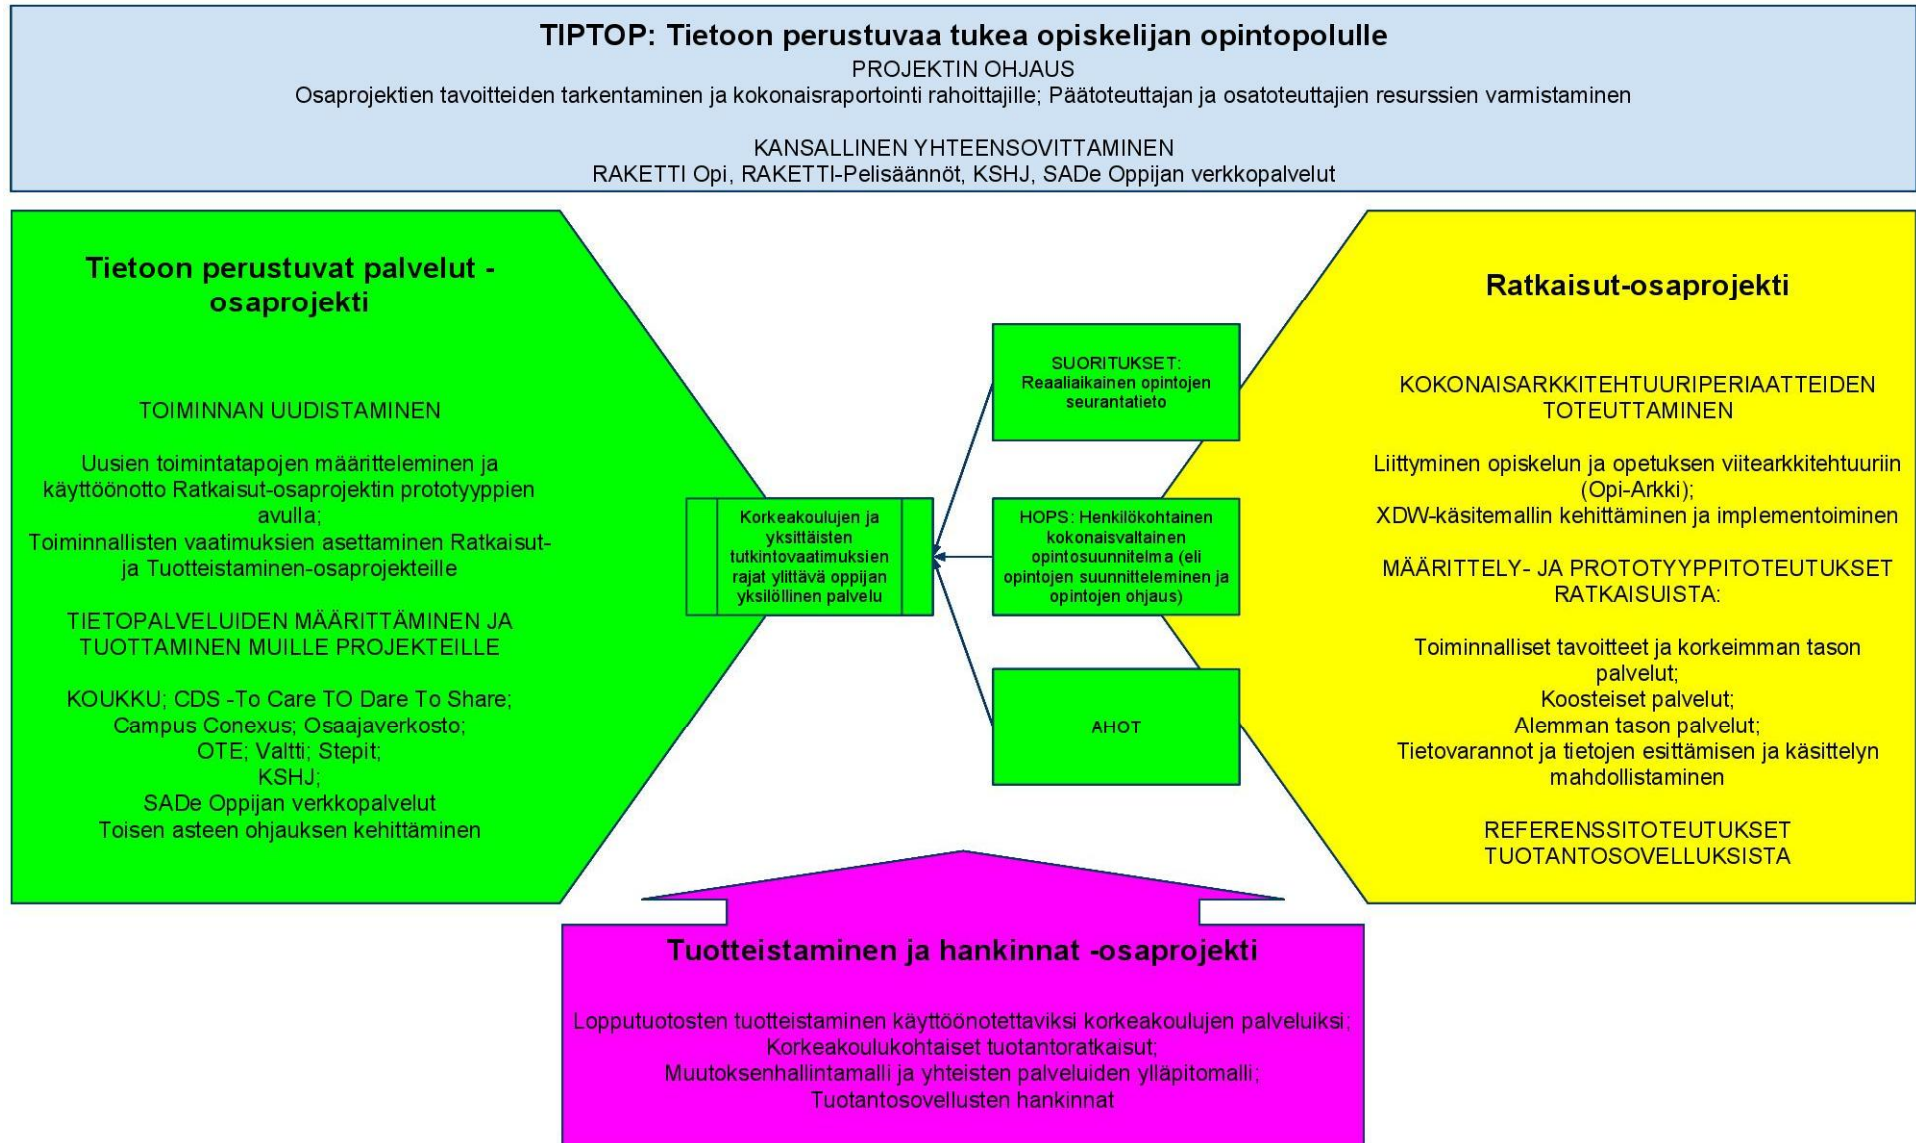 TIPTOP: Tietoon perustuvaa tukea opiskelijan opintopolulle
PROJEKTIN OHJAUS
Osaprojektien tavoitteiden tarkentaminen ja kokonaisraportointi rahoittajille; Päätoteuttajan ja osatoteuttajien resurssien varmistaminen
KANSALLINEN YHTEENSOVITTAMINEN
RAKETTI Opi, RAKETTI-Pelisäännöt, KSHJ, SADe Oppijan verkkopalvelut
Tietoon perustuvat palvelut -
osaprojekti
TOIMINNAN UUDISTAMINEN
Uusien toimintatapojen määritteleminen ja
käyttöönotto Ratkaisut-osaprojektin prototyyppien
avulla;
Toiminnallisten vaatimuksien asettaminen Ratkaisut-
ja Tuotteistaminen-osaprojekteille
TIETOPALVELUIDEN MÄÄRITTÄMINEN JA
TUOTTAMINEN MUILLE PROJEKTEILLE
KOUKKU; CDS -To Care TO Dare To Share;
Campus Conexus; Osaajaverkosto;
OTE; Valtti; Stepit;
KSHJ;
SADe Oppijan verkkopalvelut
Toisen asteen ohjauksen kehittäminen
Korkeakoulujen ja
yksittäisten
tutkintovaatimuksien
rajat ylittävä oppijan
yksilöllinen palvelu
SUORITUKSET:
Reaaliaikainen opintojen
seurantatieto
HOPS: Henkilökohtainen
kokonaisvaltainen
opintosuunnitelma (eli
opintojen suunnitteleminen ja
opintojen ohjaus)
AHOT
Ratkaisut-osaprojekti
KOKONAISARKKITEHTUURIPERIAATTEIDEN
TOTEUTTAMINEN
Liittyminen opiskelun ja opetuksen viitearkkitehtuuriin
(Opi-Arkki);
XDW-käsitemallin kehittäminen ja implementoiminen
MÄÄRITTELY- JA PROTOTYYPPITOTEUTUKSET
RATKAISUISTA:
Toiminnalliset tavoitteet ja korkeimman tason
palvelut;
Koosteiset palvelut;
Alemman tason palvelut;
Tietovarannot ja tietojen esittämisen ja käsittelyn
mahdollistaminen
REFERENSSITOTEUTUKSET
TUOTANTOSOVELLUKSISTA
Tuotteistaminen ja hankinnat -osaprojekti
Lopputuotosten tuotteistaminen käyttöönotettaviksi korkeakoulujen palveluiksi;
Korkeakoulukohtaiset tuotantoratkaisut;
Muutoksenhallintamalli ja yhteisten palveluiden ylläpitomalli;
Tuotantosovellusten hankinnat